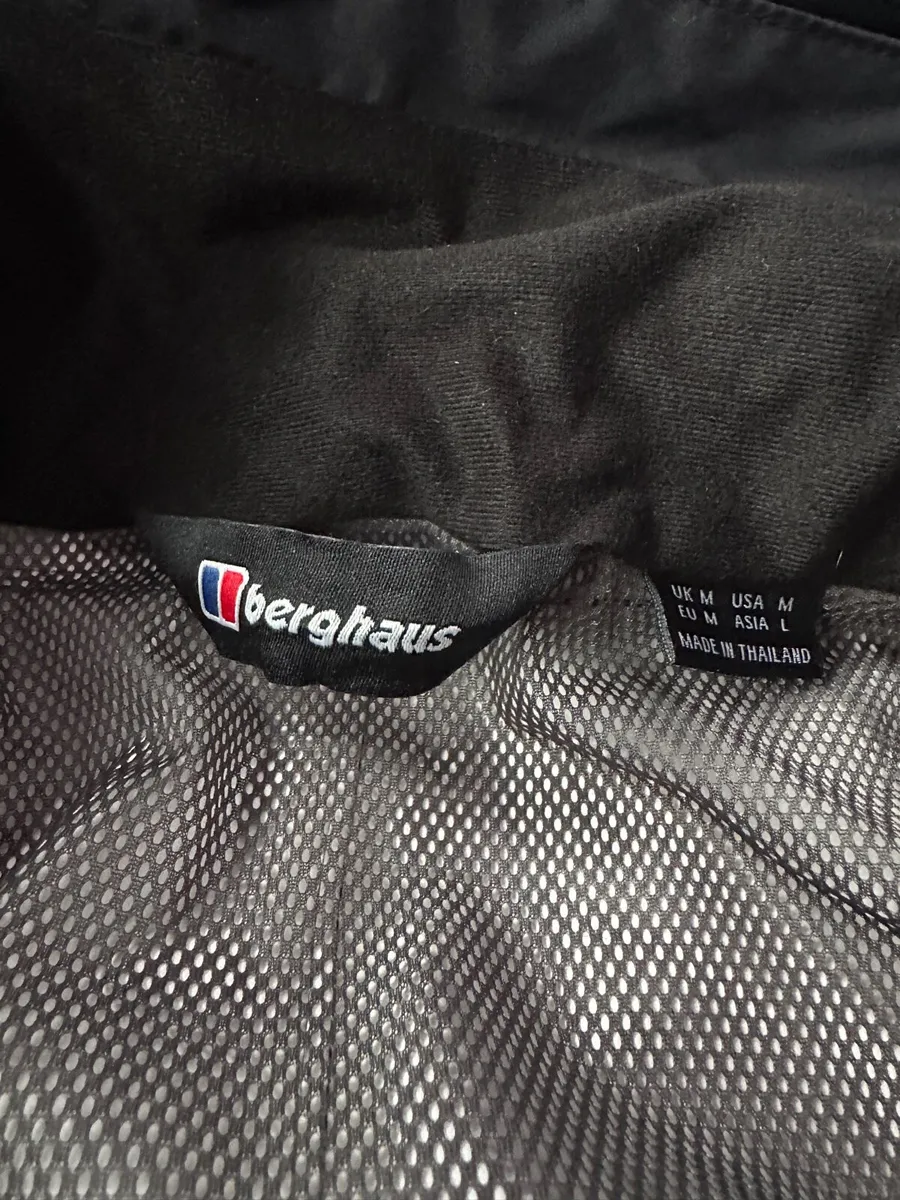 berghaus
UK M USA M
EU M ASIA L
MADE IN THAILAND